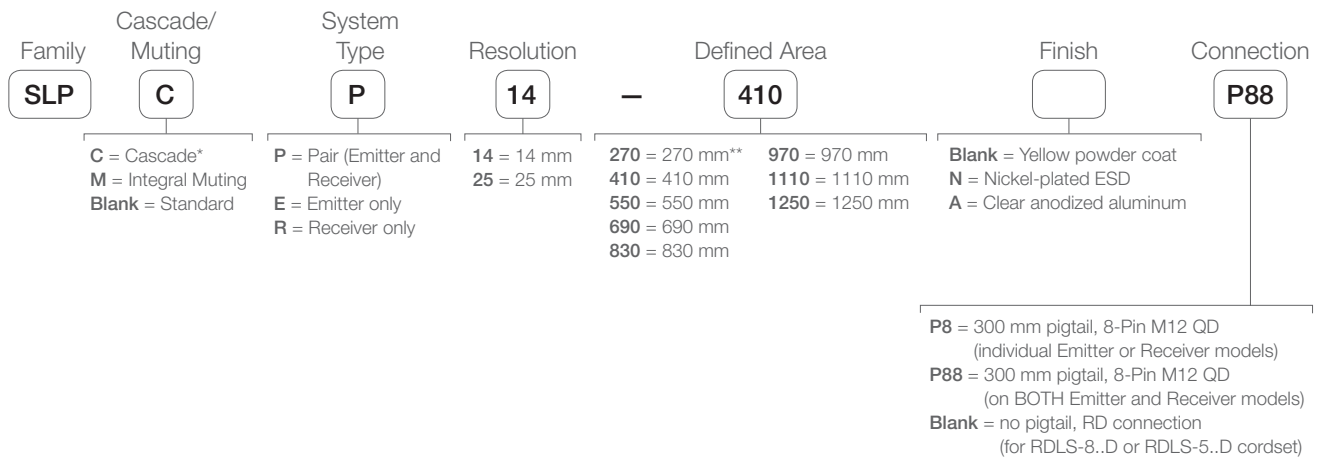 Family
Cascade/
Muting
System
Type
Resolution
Defined Area
Finish
Connection
SLP
C
P
14
–
410
P88
C = Cascade*
M = Integral Muting
Blank = Standard
P = Pair (Emitter and
Receiver)
E = Emitter only
R = Receiver only
14 = 14 mm
25 = 25 mm
270 = 270 mm**
410 = 410 mm
550 = 550 mm
690 = 690 mm
830 = 830 mm
970 = 970 mm
1110 = 1110 mm
1250 = 1250 mm
Blank = Yellow powder coat
N = Nickel-plated ESD
A = Clear anodized aluminum
P8 = 300 mm pigtail, 8-Pin M12 QD
(individual Emitter or Receiver models)
P88 = 300 mm pigtail, 8-Pin M12 QD
(on BOTH Emitter and Receiver models)
Blank = no pigtail, RD connection
(for RDLS-8..D or RDLS-5..D cordset)